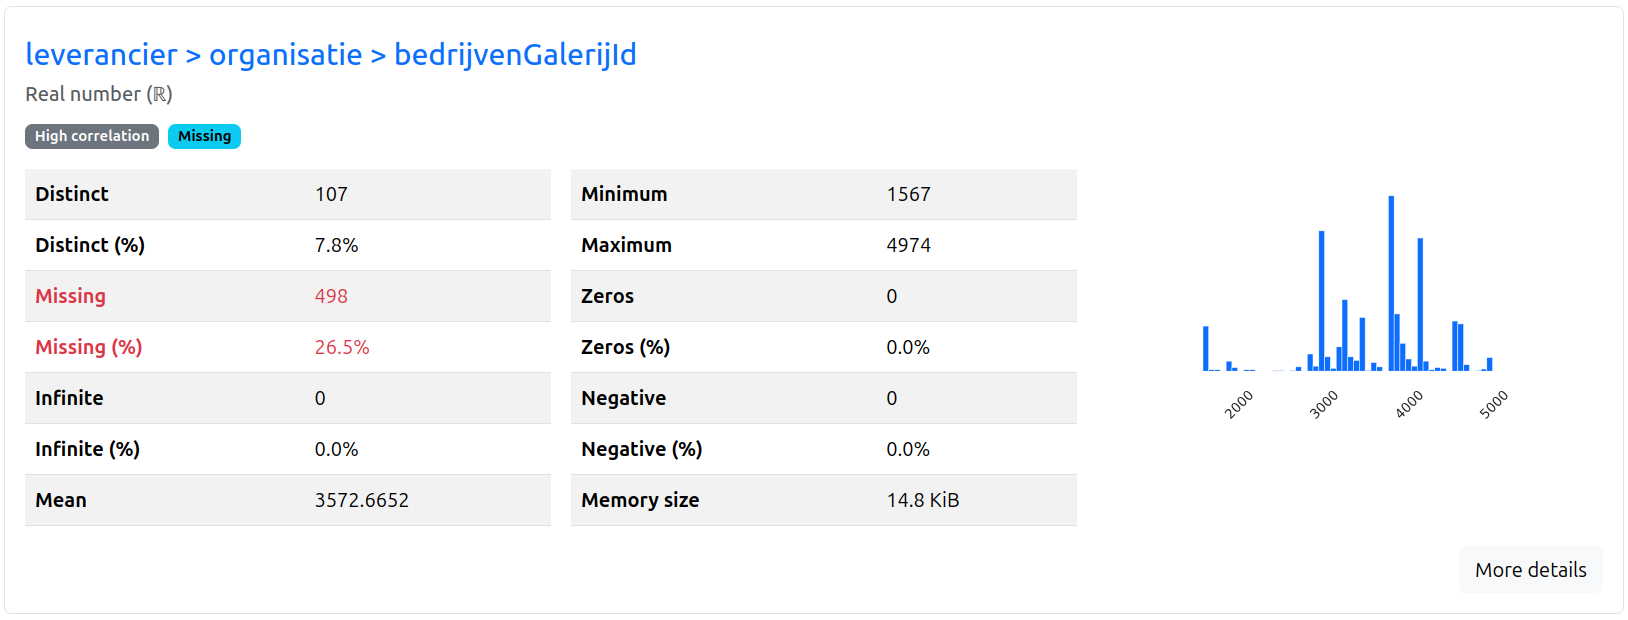 leverancier > organisatie > bedrijvenGalerijId
Real number (ℝ)
High correlation Missing
Distinct 107
Distinct (%) 7.8%
Missing 498
Missing (%) 26.5%
Infinite 0
Infinite (%) 0.0%
Mean 3572.6652
Minimum 1567
Maximum 4974
Zeros 0
Zeros (%) 0.0%
Negative 0
Negative (%) 0.0%
Memory size 14.8 KiB
2000 3000 4000 5000
More details